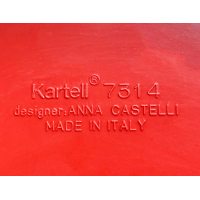 Kartell® 7314
designer:ANNA CASTELLI
MADE IN ITALY